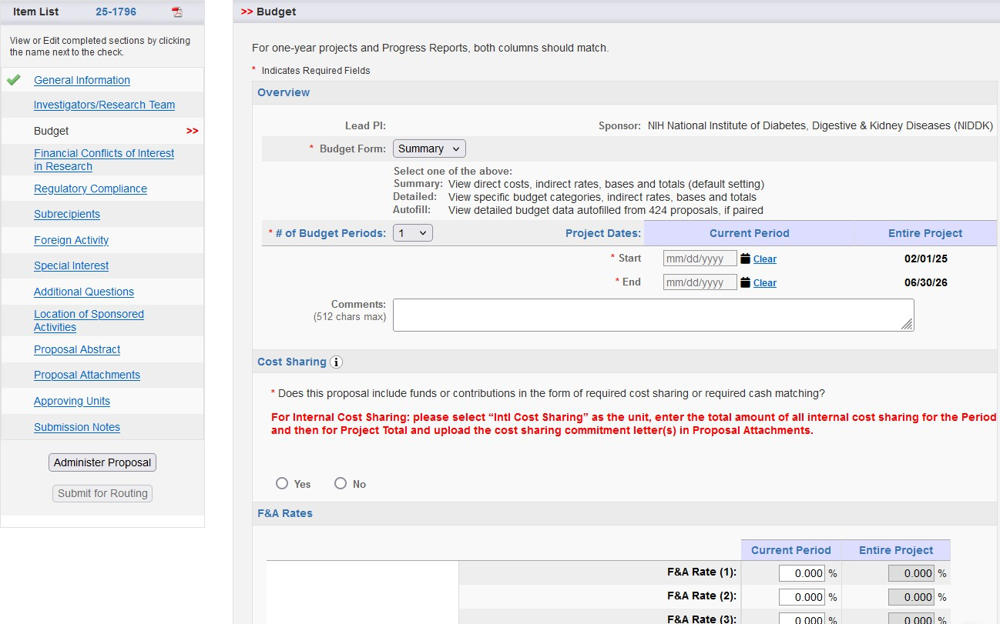 Item List 25-1796
View or Edit completed sections by clicking
the name next to the check.
General Information
Investigators/Research Team
Budget >>
Financial Conflicts of Interest
in Research
Regulatory Compliance
Subrecipients
Foreign Activity
Special Interest
Additional Questions
Location of Sponsored
Activities
Proposal Abstract
Proposal Attachments
Approving Units
Submission Notes
Administer Proposal
Submit for Routing
>> Budget
For one-year projects and Progress Reports, both columns should match.
* Indicates Required Fields
Overview
Lead PI: Sponsor: NIH National Institute of Diabetes, Digestive & Kidney Diseases (NIDDK)
* Budget Form: Summary
Select one of the above:
Summary: View direct costs, indirect rates, bases and totals (default setting)
Detailed: View specific budget categories, indirect rates, bases and totals
Autofill: View detailed budget data autofilled from 424 proposals, if paired
* # of Budget Periods: 1 Project Dates: Current Period Entire Project
* Start mm/dd/yyyy Clear 02/01/25
* End mm/dd/yyyy Clear 06/30/26
Comments:
(512 chars max)
Cost Sharing i
* Does this proposal include funds or contributions in the form of required cost sharing or required cash matching?
For Internal Cost Sharing: please select “Intl Cost Sharing” as the unit, enter the total amount of all internal cost sharing for the Period
and then for Project Total and upload the cost sharing commitment letter(s) in Proposal Attachments.
Yes No
F&A Rates
Current Period Entire Project
F&A Rate (1): 0.000 % 0.000 %
F&A Rate (2): 0.000 % 0.000 %
F&A Rate (3): 0.000 % 0.000 %